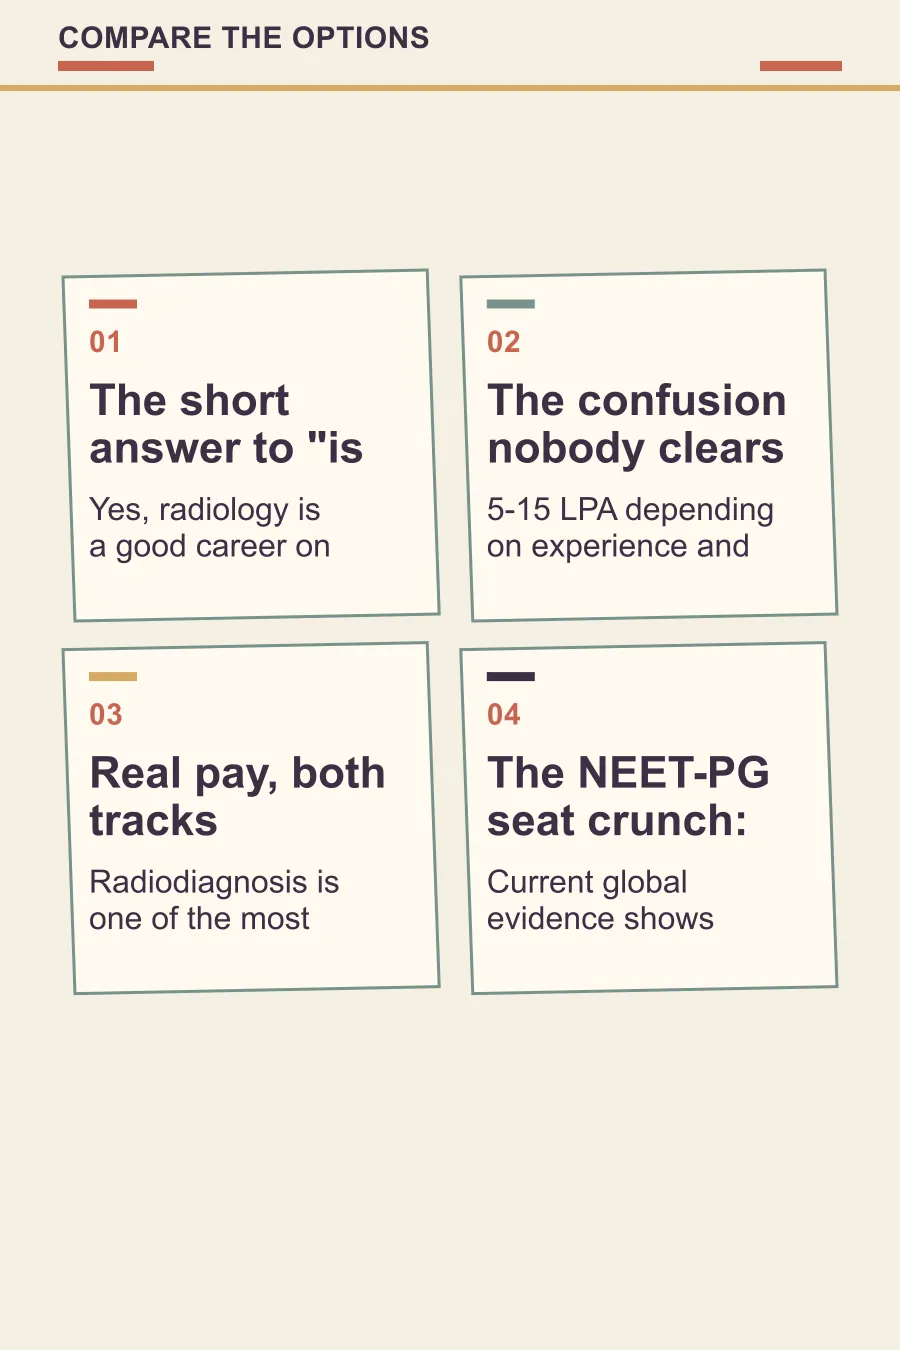 COMPARE THE OPTIONS
01
The short
answer to "is
Yes, radiology is
a good career on
02
The confusion
nobody clears
5-15 LPA depending
on experience and
03
Real pay, both
tracks
Radiodiagnosis is
one of the most
04
The NEET-PG
seat crunch:
Current global
evidence shows